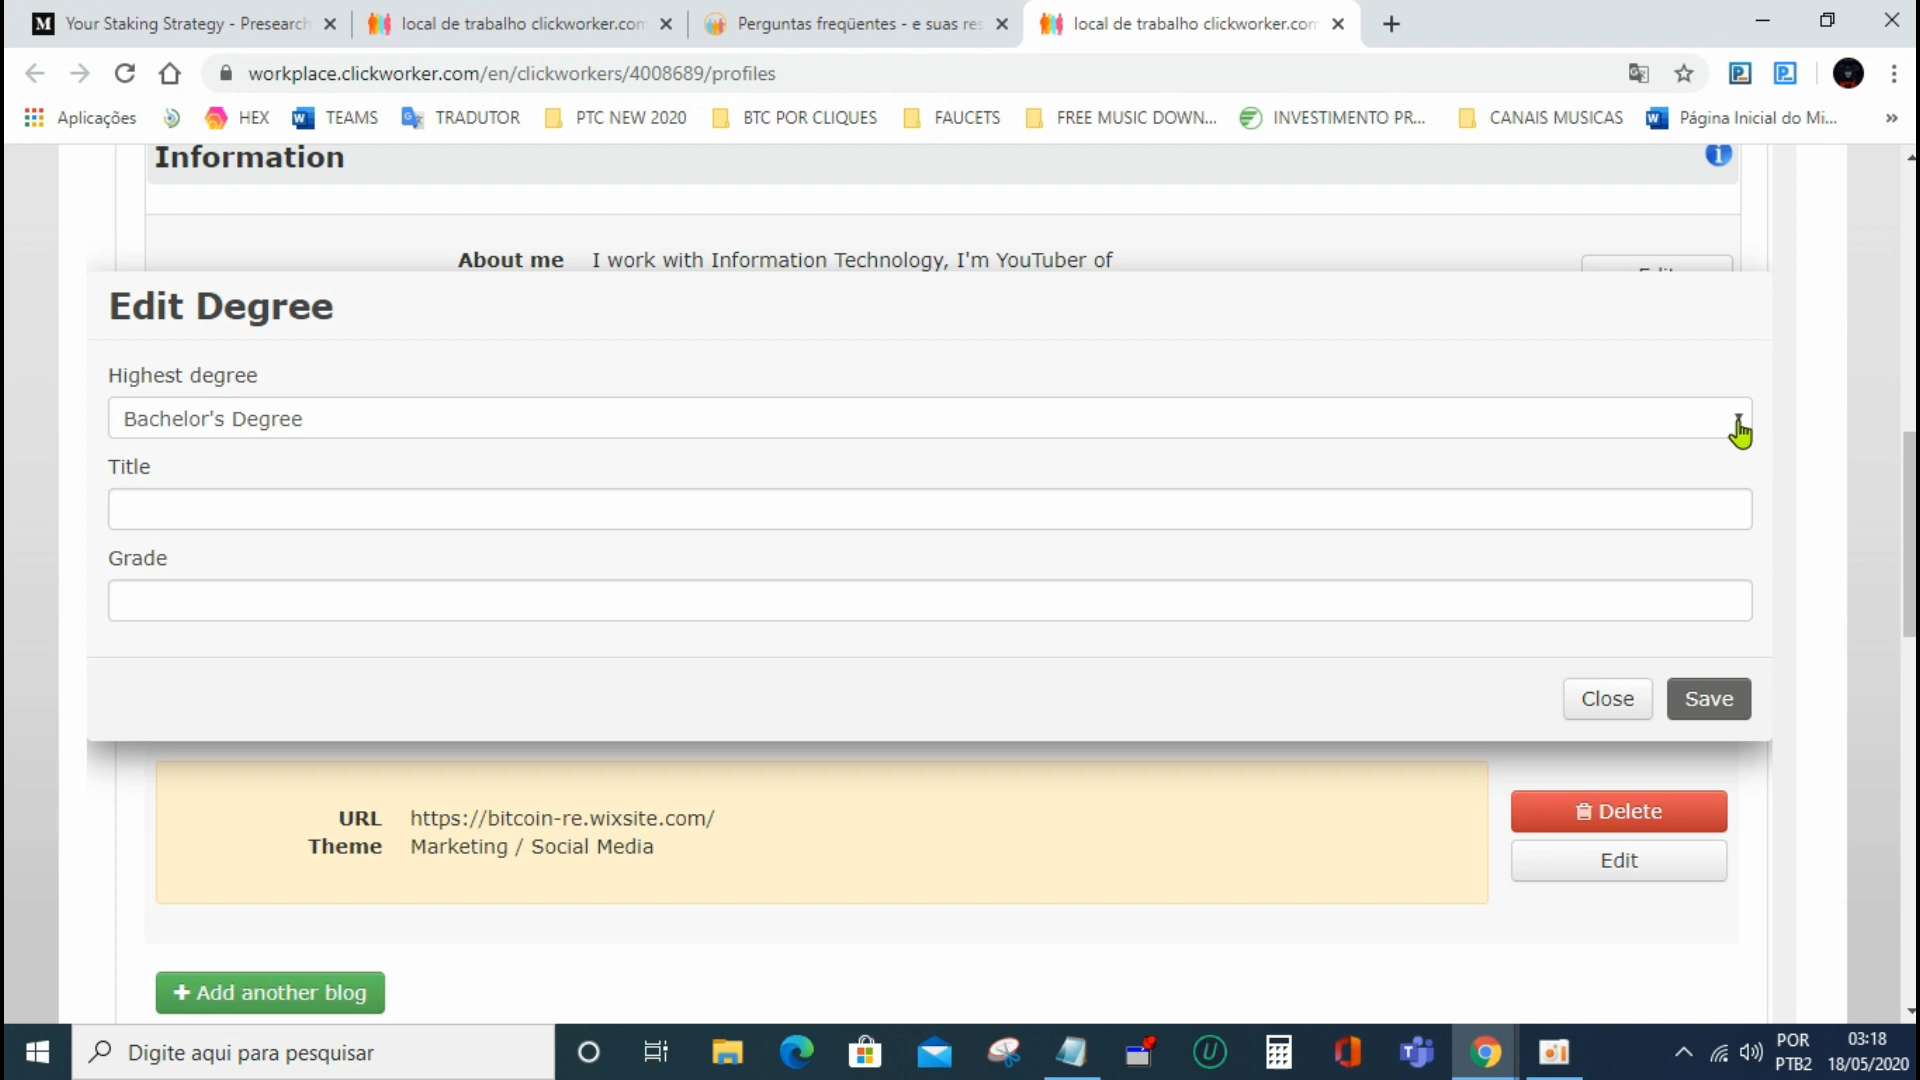 Your Staking Strategy - Presearch
local de trabalho clickworker.com
Perguntas freqüentes - e suas res
local de trabalho clickworker.com
workplace.clickworker.com/en/clickworkers/4008689/profiles
Aplicações
HEX
TEAMS
TRADUTOR
PTC NEW 2020
BTC POR CLIQUES
FAUCETS
FREE MUSIC DOWN...
INVESTIMENTO PR...
CANAIS MUSICAS
Página Inicial do Mi...
»
Information
About me I work with Information Technology, I'm YouTuber of
Edit Degree
Highest degree
Bachelor's Degree
Title
Grade
Close
Save
URL https://bitcoin-re.wixsite.com/
Theme Marketing / Social Media
Delete
Edit
+ Add another blog
Digite aqui para pesquisar
POR
PTB2
03:18
18/05/2020